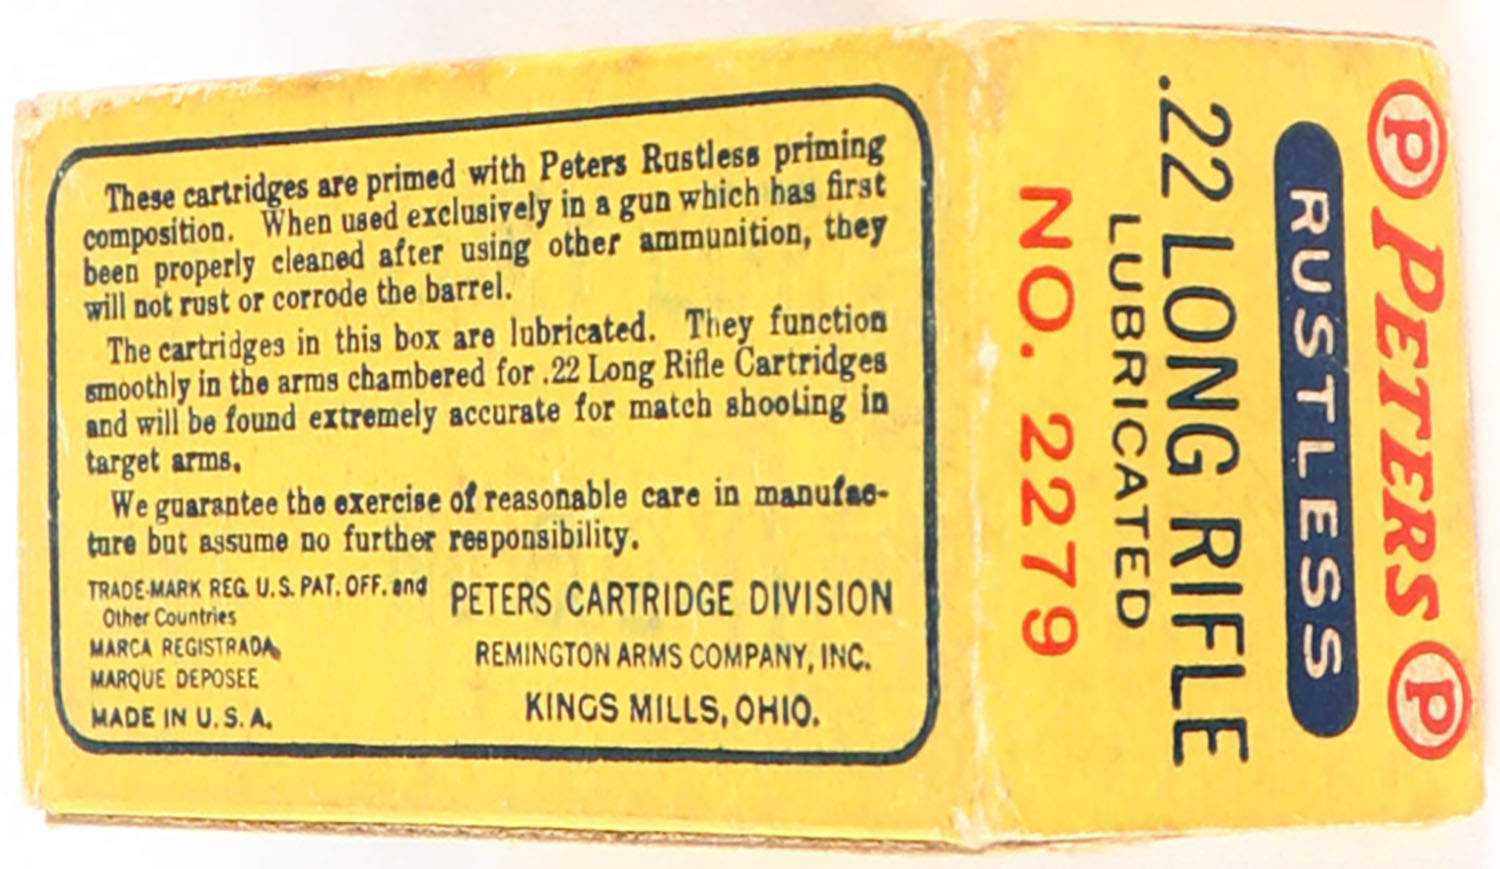 These cartridges are primed with Peters Rustless priming
composition. When used exclusively in a gun which has first
been properly cleaned after using other ammunition, they
will not rust or corrode the barrel.
The cartridges in this box are lubricated. They function
smoothly in the arms chambered for .22 Long Rifle Cartridges
and will be found extremely accurate for match shooting in
target arms.
We guarantee the exercise of reasonable care in manufac-
ture but assume no further responsibility.
TRADE-MARK REG. U.S. PAT. OFF. and
Other Countries
MARCA REGISTRADA
MARQUE DEPOSEE
MADE IN U.S.A.
PETERS CARTRIDGE DIVISION
REMINGTON ARMS COMPANY, INC.
KINGS MILLS, OHIO.
P PETERS P
RUSTLESS
.22 LONG RIFLE
LUBRICATED
NO. 2279